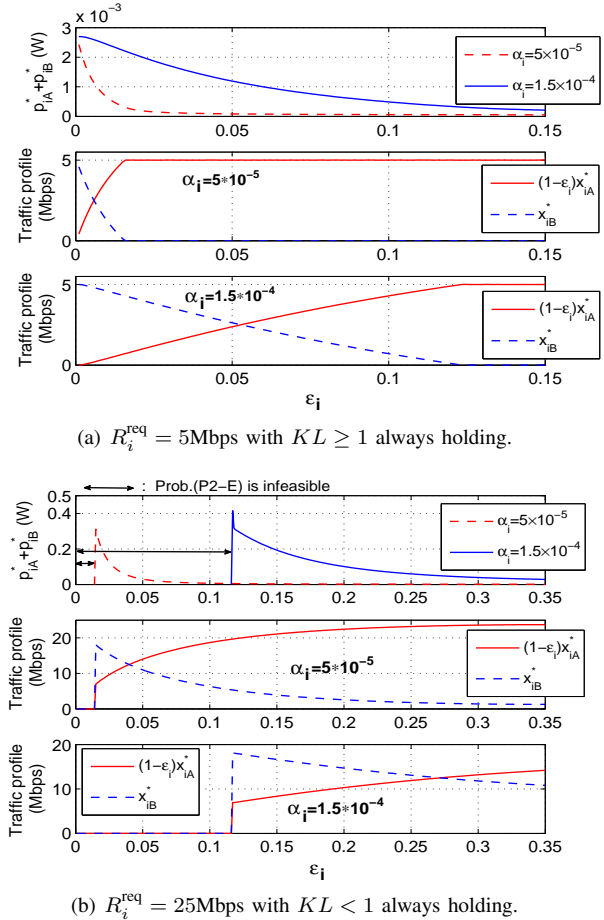 × 10⁻³
3
2
1
0
0.05
0.1
0.15
p*iA+p*iB (W)
αi=5×10⁻⁵
αi=1.5×10⁻⁴
Traffic profile
(Mbps)
5
0
0.05
0.1
0.15
αi=5*10⁻⁵
(1−εi)x*iA
x*iB
Traffic profile
(Mbps)
5
0
0.05
0.1
0.15
αi=1.5*10⁻⁴
(1−εi)x*iA
x*iB
εi
(a) Ri^req = 5Mbps with KL ≥ 1 always holding.
: Prob.(P2−E) is infeasible
p*iA+p*iB (W)
0.4
0.2
0
0.5
0 0.05 0.1 0.15 0.2 0.25 0.3 0.35
αi=5×10⁻⁵
αi=1.5×10⁻⁴
Traffic profile
(Mbps)
20
10
0
0 0.05 0.1 0.15 0.2 0.25 0.3 0.35
αi=5*10⁻⁵
(1−εi)x*iA
x*iB
Traffic profile
(Mbps)
20
10
0
0 0.05 0.1 0.15 0.2 0.25 0.3 0.35
(1−εi)x*iA
x*iB
αi=1.5*10⁻⁴
εi
(b) Ri^req = 25Mbps with KL < 1 always holding.